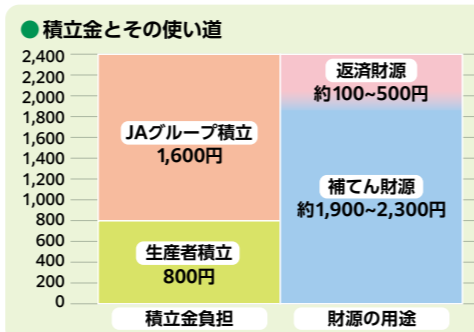 ●積立金とその使い道
2,400
2,200
2,000
1,800
1,600
1,400
1,200
1,000
800
600
400
200
0
JAグループ積立
1,600円
生産者積立
800円
返済財源
約100~500円
補てん財源
約1,900~2,300円
積立金負担
財源の用途